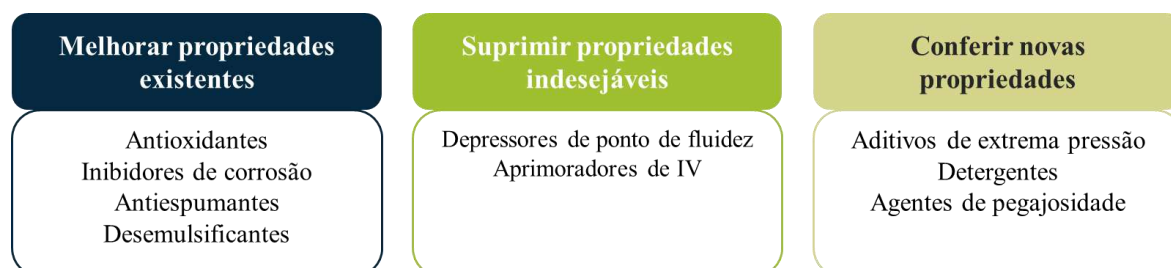 Melhorar propriedades
existentes
Antioxidantes
Inibidores de corrosão
Antiespumantes
Desemulsificantes
Suprimir propriedades
indesejáveis
Depressores de ponto de fluidez
Aprimoradores de IV
Conferir novas
propriedades
Aditivos de extrema pressão
Detergentes
Agentes de pegajosidade